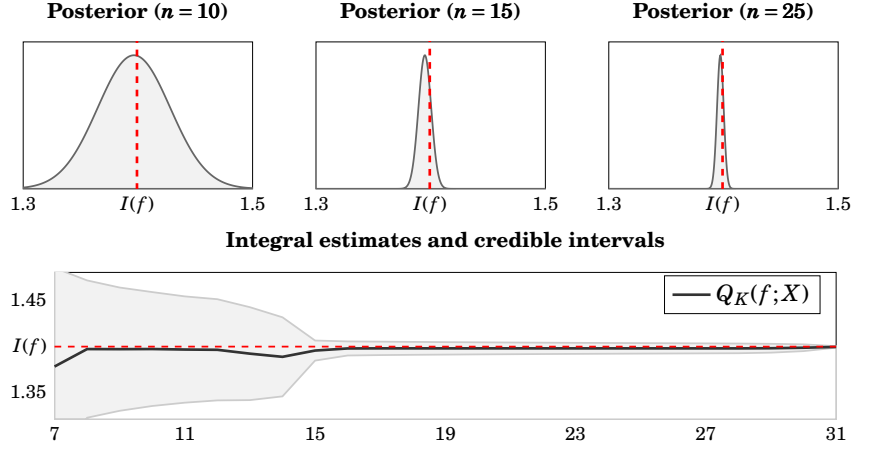 Posterior (n = 10) Posterior (n = 15) Posterior (n = 25)
1.3 I(f) 1.5 1.3 I(f) 1.5 1.3 I(f) 1.5
Integral estimates and credible intervals
Q_K(f;X)
1.45
I(f)
1.35
7 11 15 19 23 27 31